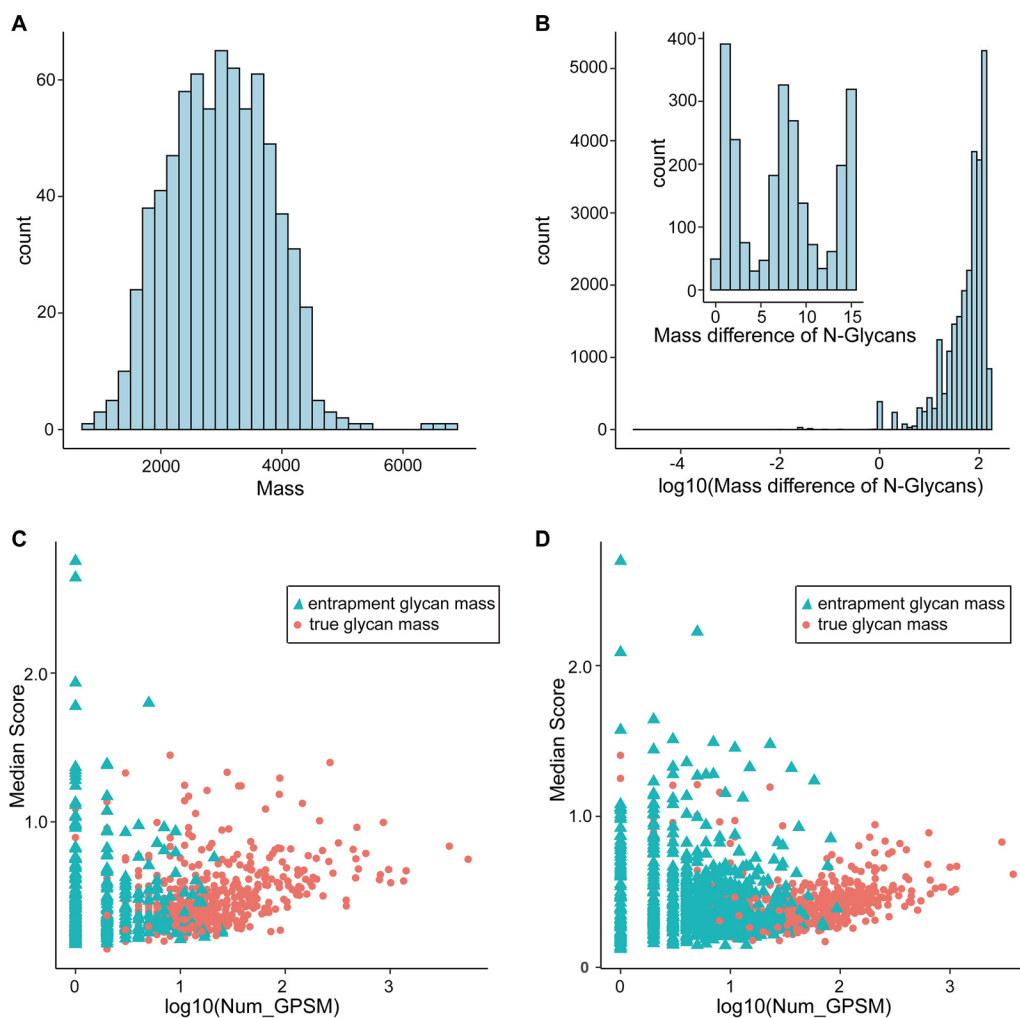 A
60
40
20
0
count
2000
4000
6000
Mass
B
5000
4000
3000
2000
1000
0
count
-4
-2
0
2
log10(Mass difference of N-Glycans)
400
300
200
100
0
count
0
5
10
15
Mass difference of N-Glycans
C
entrapment glycan mass
true glycan mass
2.0
1.0
0
Median Score
0
1
2
3
log10(Num_GPSM)
D
entrapment glycan mass
true glycan mass
2.0
1.0
0
Median Score
0
1
2
3
log10(Num_GPSM)